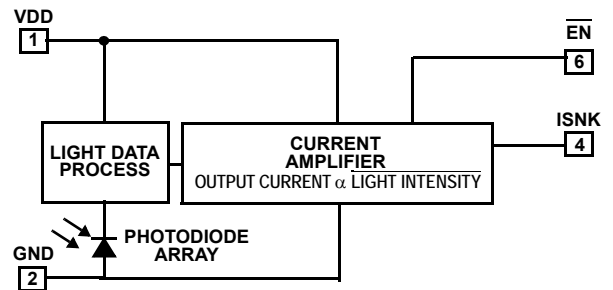 VDD
1
EN
6
ISNK
4
LIGHT DATA
PROCESS
CURRENT
AMPLIFIER
OUTPUT CURRENT α LIGHT INTENSITY
PHOTODIODE
ARRAY
GND
2